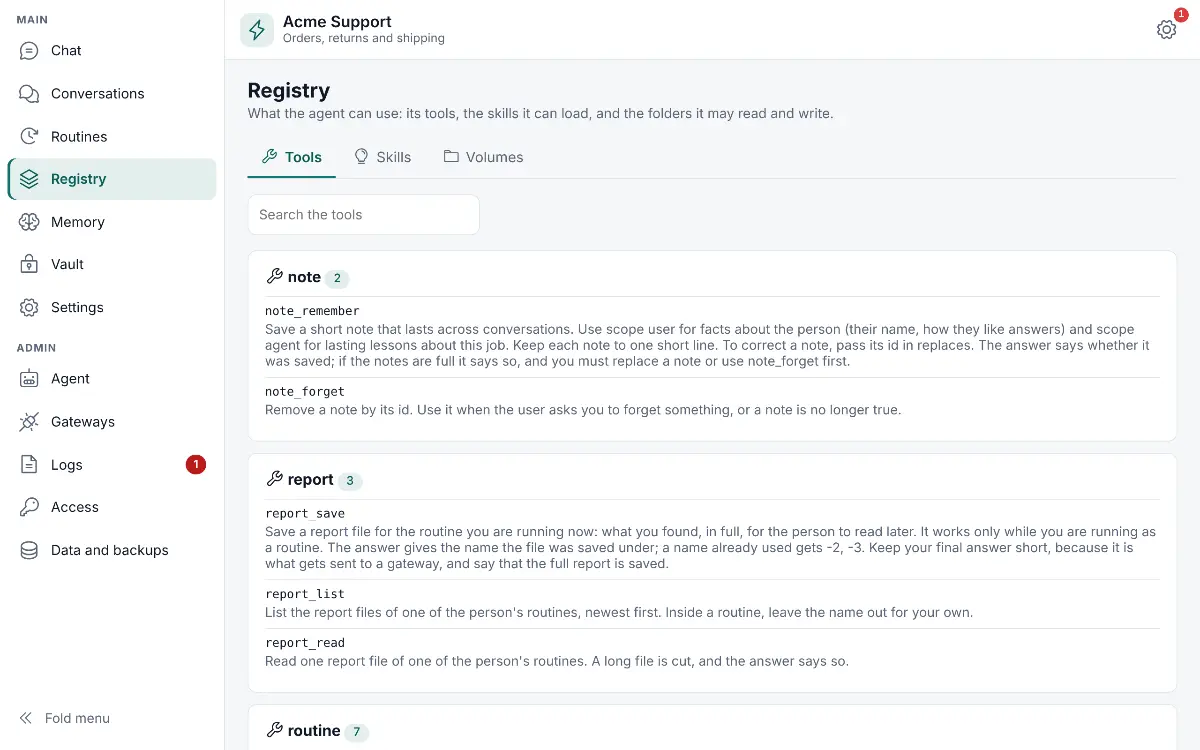 MAIN
Chat
Conversations
Routines
Registry
Memory
Vault
Settings
ADMIN
Agent
Gateways
Logs
1
Access
Data and backups
Fold menu
Acme Support
Orders, returns and shipping
1
Registry
What the agent can use: its tools, the skills it can load, and the folders it may read and write.
Tools
Skills
Volumes
Search the tools
note 2
note_remember
Save a short note that lasts across conversations. Use scope user for facts about the person (their name, how they like answers) and scope
agent for lasting lessons about this job. Keep each note to one short line. To correct a note, pass its id in replaces. The answer says whether it
was saved; if the notes are full it says so, and you must replace a note or use note_forget first.
note_forget
Remove a note by its id. Use it when the user asks you to forget something, or a note is no longer true.
report 3
report_save
Save a report file for the routine you are running now: what you found, in full, for the person to read later. It works only while you are running as
a routine. The answer gives the name the file was saved under; a name already used gets -2, -3. Keep your final answer short, because it is
what gets sent to a gateway, and say that the full report is saved.
report_list
List the report files of one of the person's routines, newest first. Inside a routine, leave the name out for your own.
report_read
Read one report file of one of the person's routines. A long file is cut, and the answer says so.
routine 7